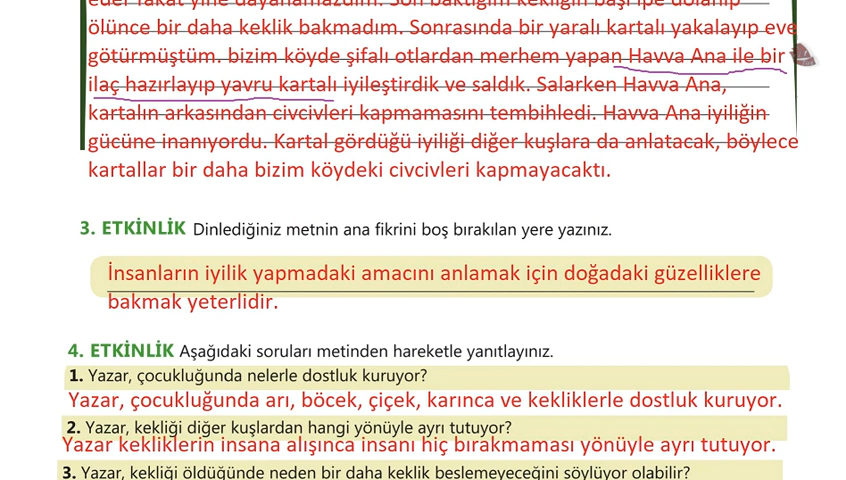 eder fakat yine dayanamazdım. Son baktığım kekliğin başı ipe dolanıp
ölünce bir daha keklik bakmadım. Sonrasında bir yaralı kartalı yakalayıp eve
götürmüştüm. bizim köyde şifalı otlardan merhem yapan Havva Ana ile bir
ilaç hazırlayıp yavru kartalı iyileştirdik ve saldık. Salarken Havva Ana,
kartalın arkasından civcivleri kapmamasını tembihledi. Havva Ana iyiliğin
gücüne inanıyordu. Kartal gördüğü iyiliği diğer kuşlara da anlatacak, böylece
kartallar bir daha bizim köydeki civcivleri kapmayacaktı.
3. ETKİNLİK Dinlediğiniz metnin ana fikrini boş bırakılan yere yazınız.
İnsanların iyilik yapmadaki amacını anlamak için doğadaki güzelliklere
bakmak yeterlidir.
4. ETKİNLİK Aşağıdaki soruları metinden hareketle yanıtlayınız.
1. Yazar, çocukluğunda nelerle dostluk kuruyor?
Yazar, çocukluğunda arı, böcek, çiçek, karınca ve kekliklerle dostluk kuruyor.
2. Yazar, kekliği diğer kuşlardan hangi yönüyle ayrı tutuyor?
Yazar kekliklerin insana alışınca insanı hiç bırakmaması yönüyle ayrı tutuyor.
3. Yazar, kekliği öldüğünde neden bir daha keklik beslemeyeceğini söylüyor olabilir?